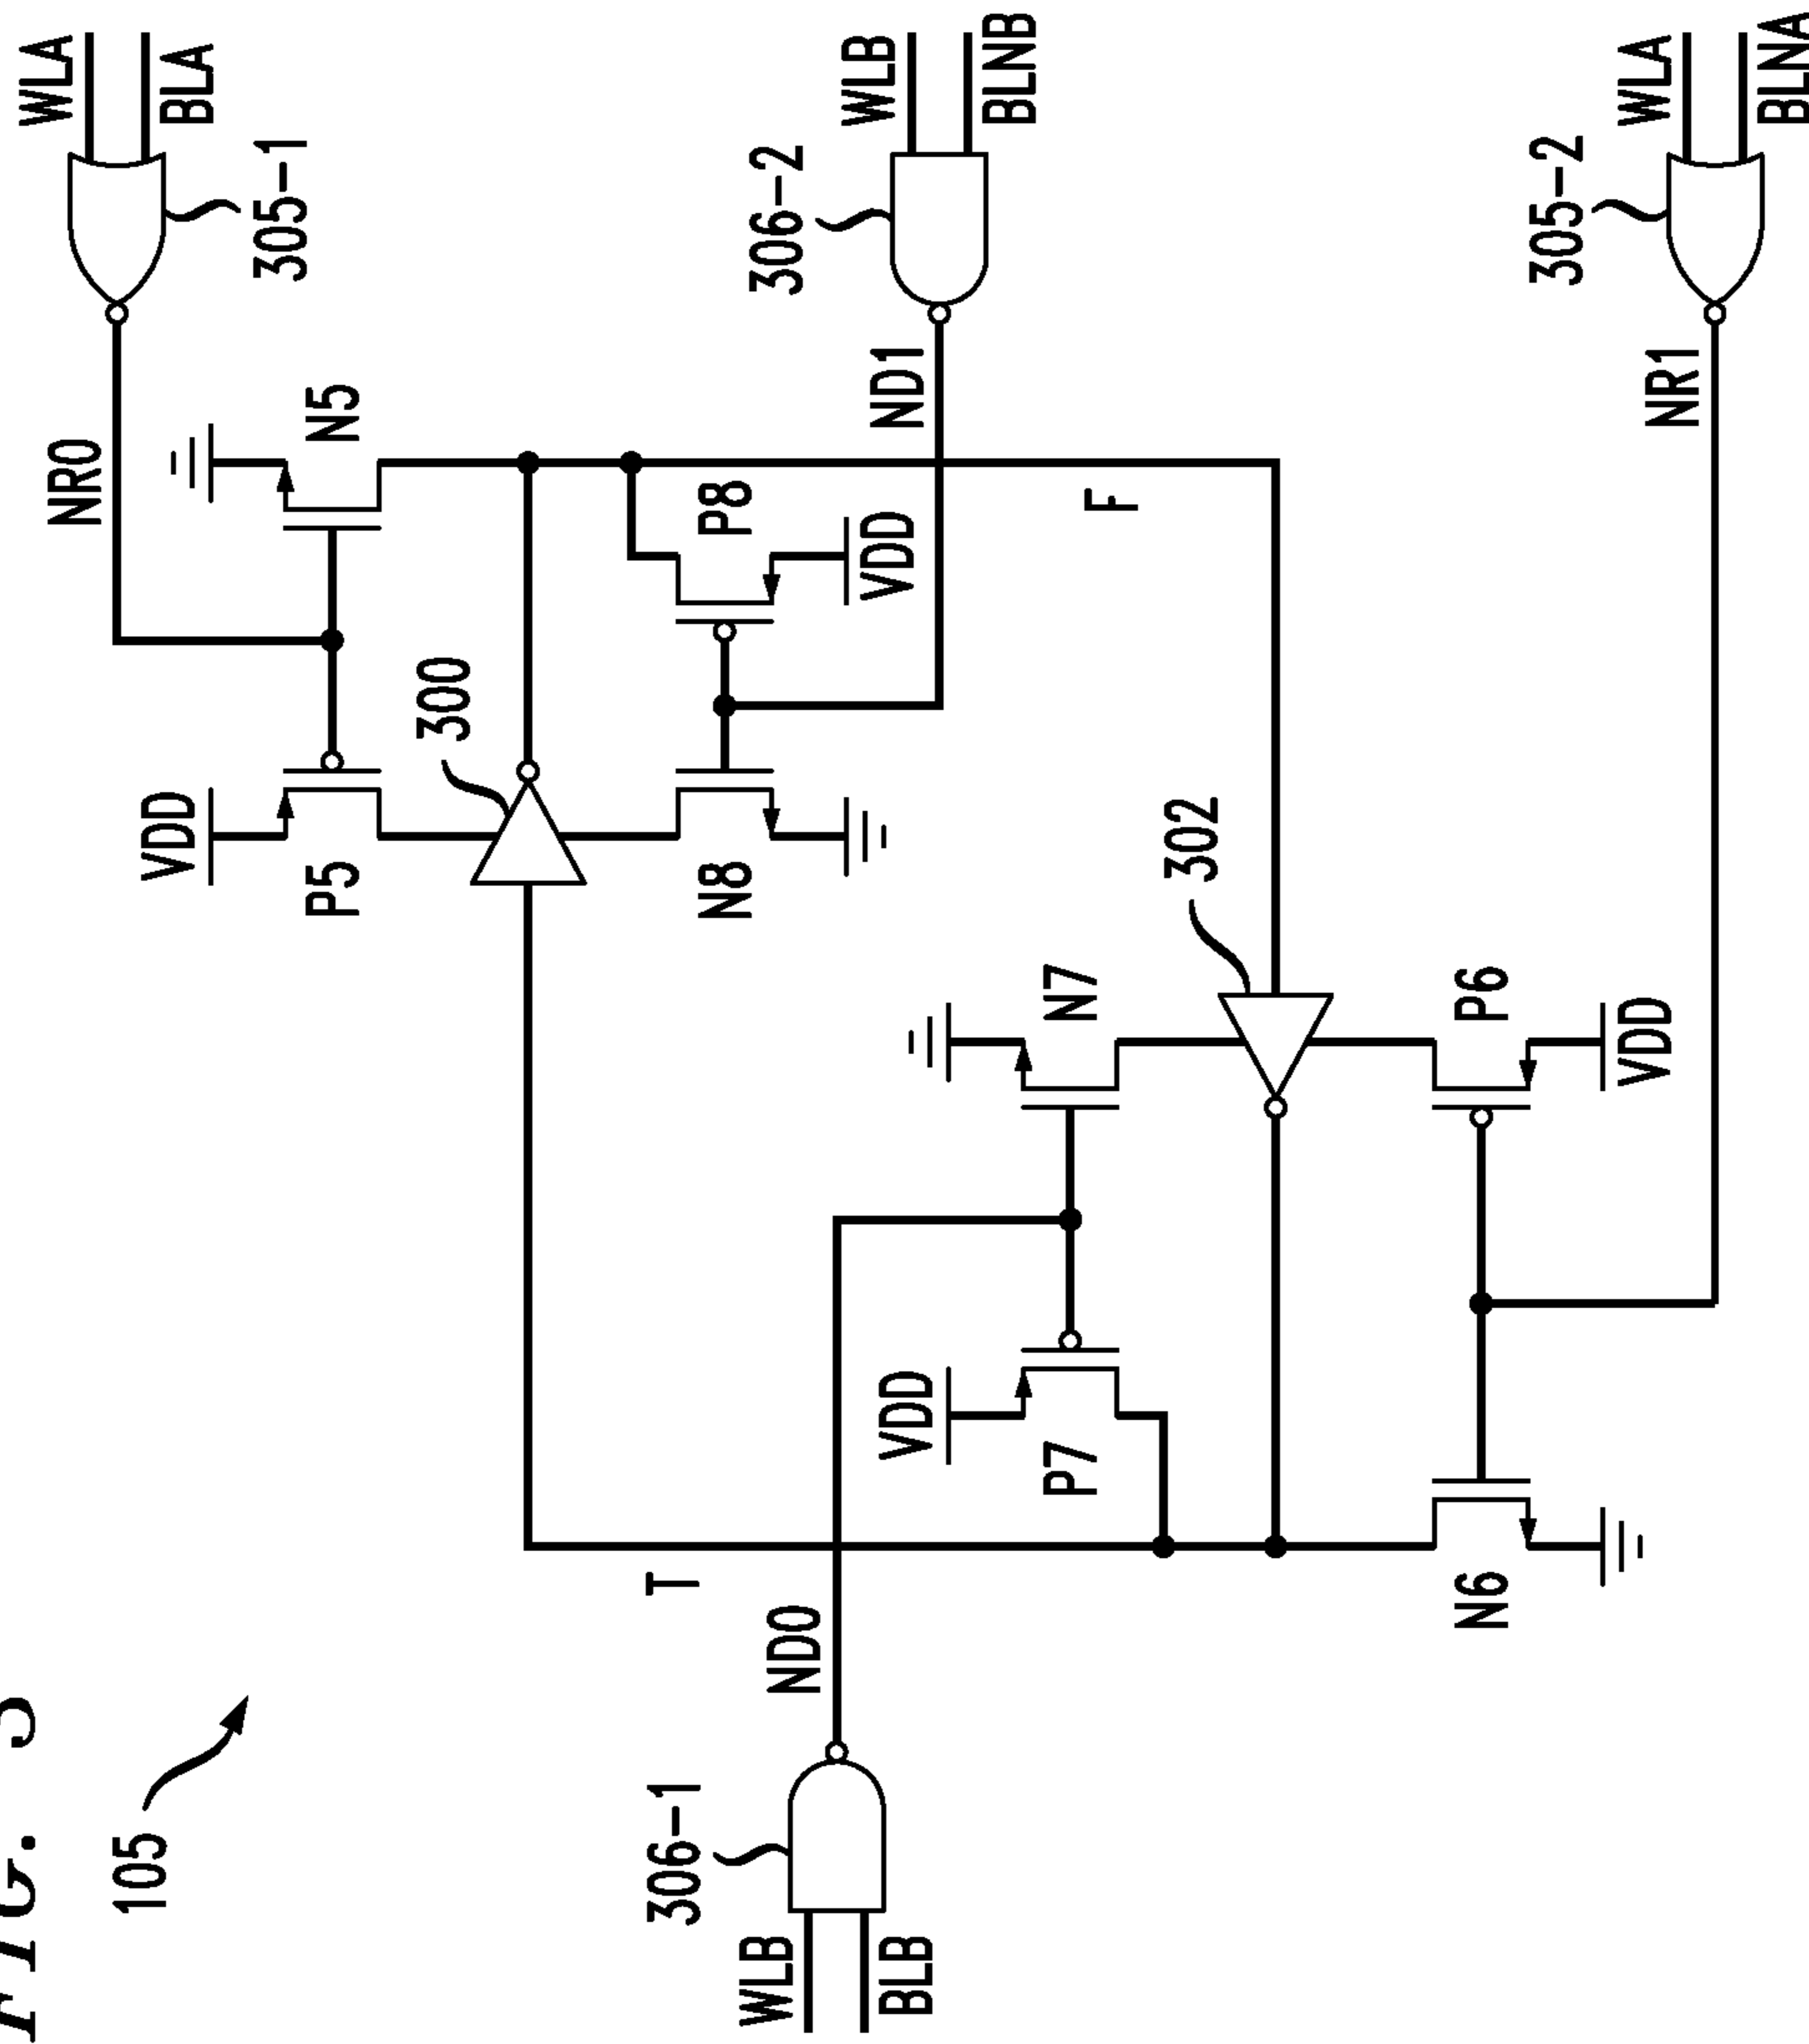 FIG.
WLA
NR0
105
VDD
BLA
305-1
P5
N5
300
306-1
T
N8
P8
WLB
ND0
306-2
WLB
VDD
ND1
BLB
VDD
BLNB
P7
N7
F
302
N6
P6
305-2
VDD
WLA
NR1
BLNA